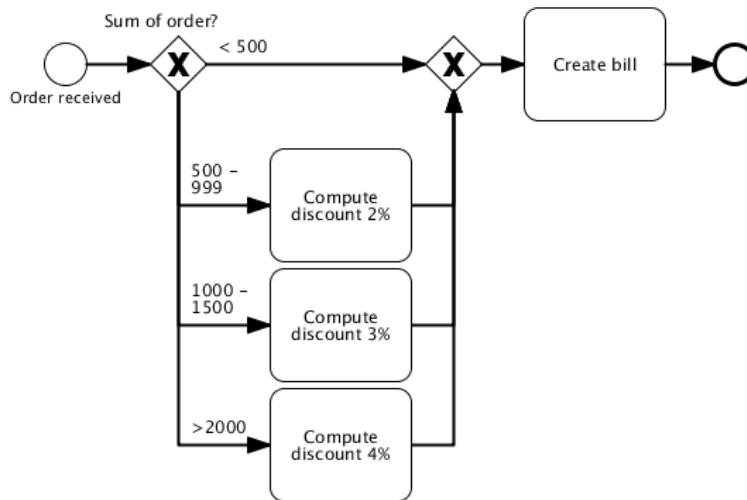 Sum of order?
< 500
Order received
Create bill
500 –
999
Compute
discount 2%
1000 –
1500
Compute
discount 3%
>2000
Compute
discount 4%